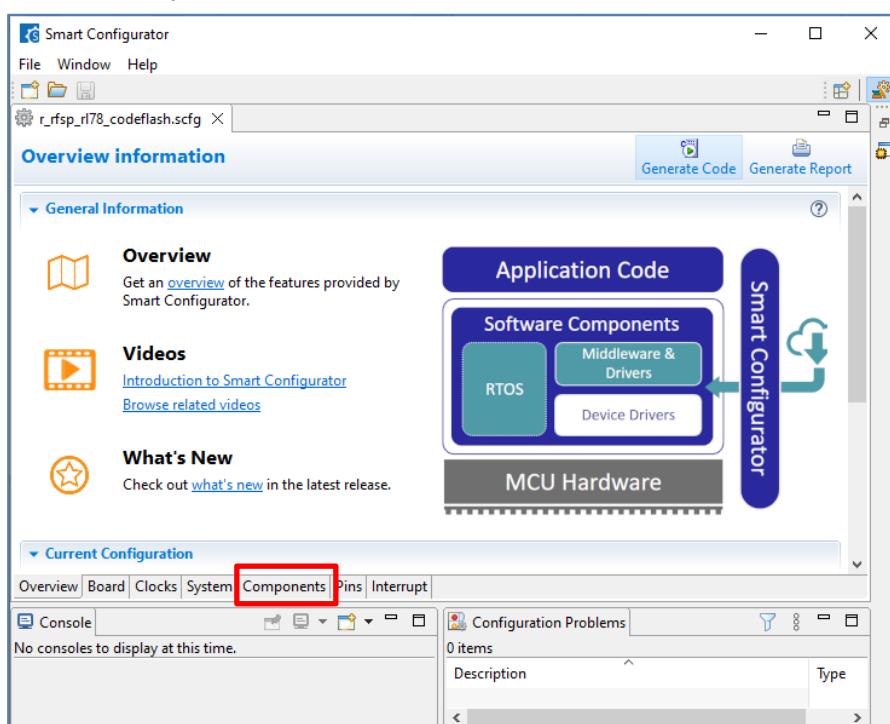 Smart Configurator
File Window Help
r_rfsp_rl78_codeflash.scfg
Overview information
Generate Code Generate Report
General Information
Overview
Get an overview of the features provided by
Smart Configurator.
Videos
Introduction to Smart Configurator
Browse related videos
What's New
Check out what's new in the latest release.
Application Code
Software Components
RTOS
Middleware &
Drivers
Device Drivers
MCU Hardware
Smart Configurator
Current Configuration
Overview Board Clocks System Components Pins Interrupt
Console
No consoles to display at this time.
Configuration Problems
0 items
Description Type